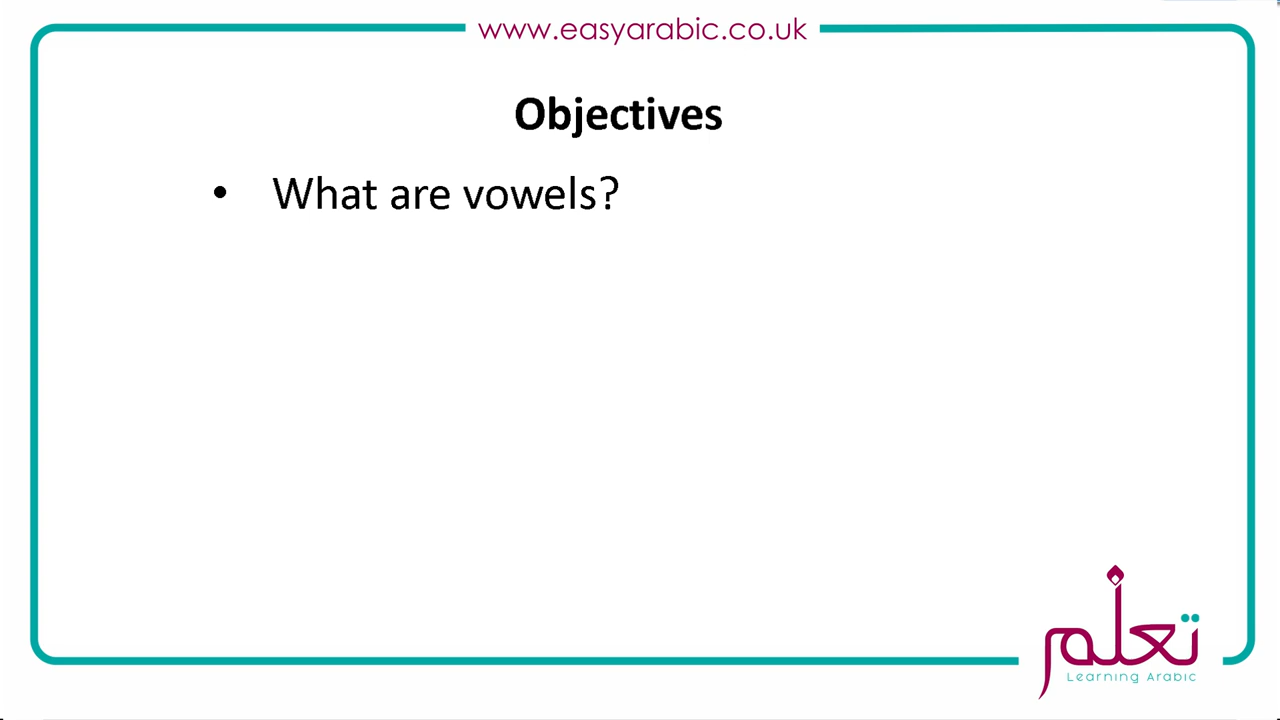 www.easyarabic.co.uk
Objectives
• What are vowels?
تعلم
Learning Arabic